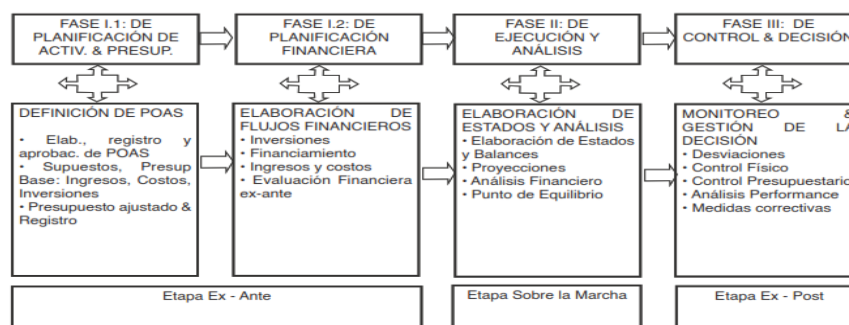 FASE I.1: DE
PLANIFICACIÓN DE
ACTIV. & PRESUP.
FASE I.2: DE
PLANIFICACIÓN
FINANCIERA
FASE II: DE
EJECUCIÓN Y
ANÁLISIS
FASE III: DE
CONTROL & DECISIÓN
DEFINICIÓN DE POAS
• Elab., registro y
aprobac. de POAS
• Supuestos, Presup
Base: Ingresos, Costos,
Inversiones
• Presupuesto ajustado &
Registro
ELABORACIÓN DE
FLUJOS FINANCIEROS
• Inversiones
• Financiamiento
• Ingresos y costos
• Evaluación Financiera
ex-ante
ELABORACIÓN DE
ESTADOS Y ANÁLISIS
• Elaboración de Estados
y Balances
• Proyecciones
• Análisis Financiero
• Punto de Equilibrio
MONITOREO &
GESTIÓN DE LA
DECISIÓN
• Desviaciones
• Control Físico
• Control Presupuestario
• Análisis Performance
• Medidas correctivas
Etapa Ex - Ante
Etapa Sobre la Marcha
Etapa Ex - Post